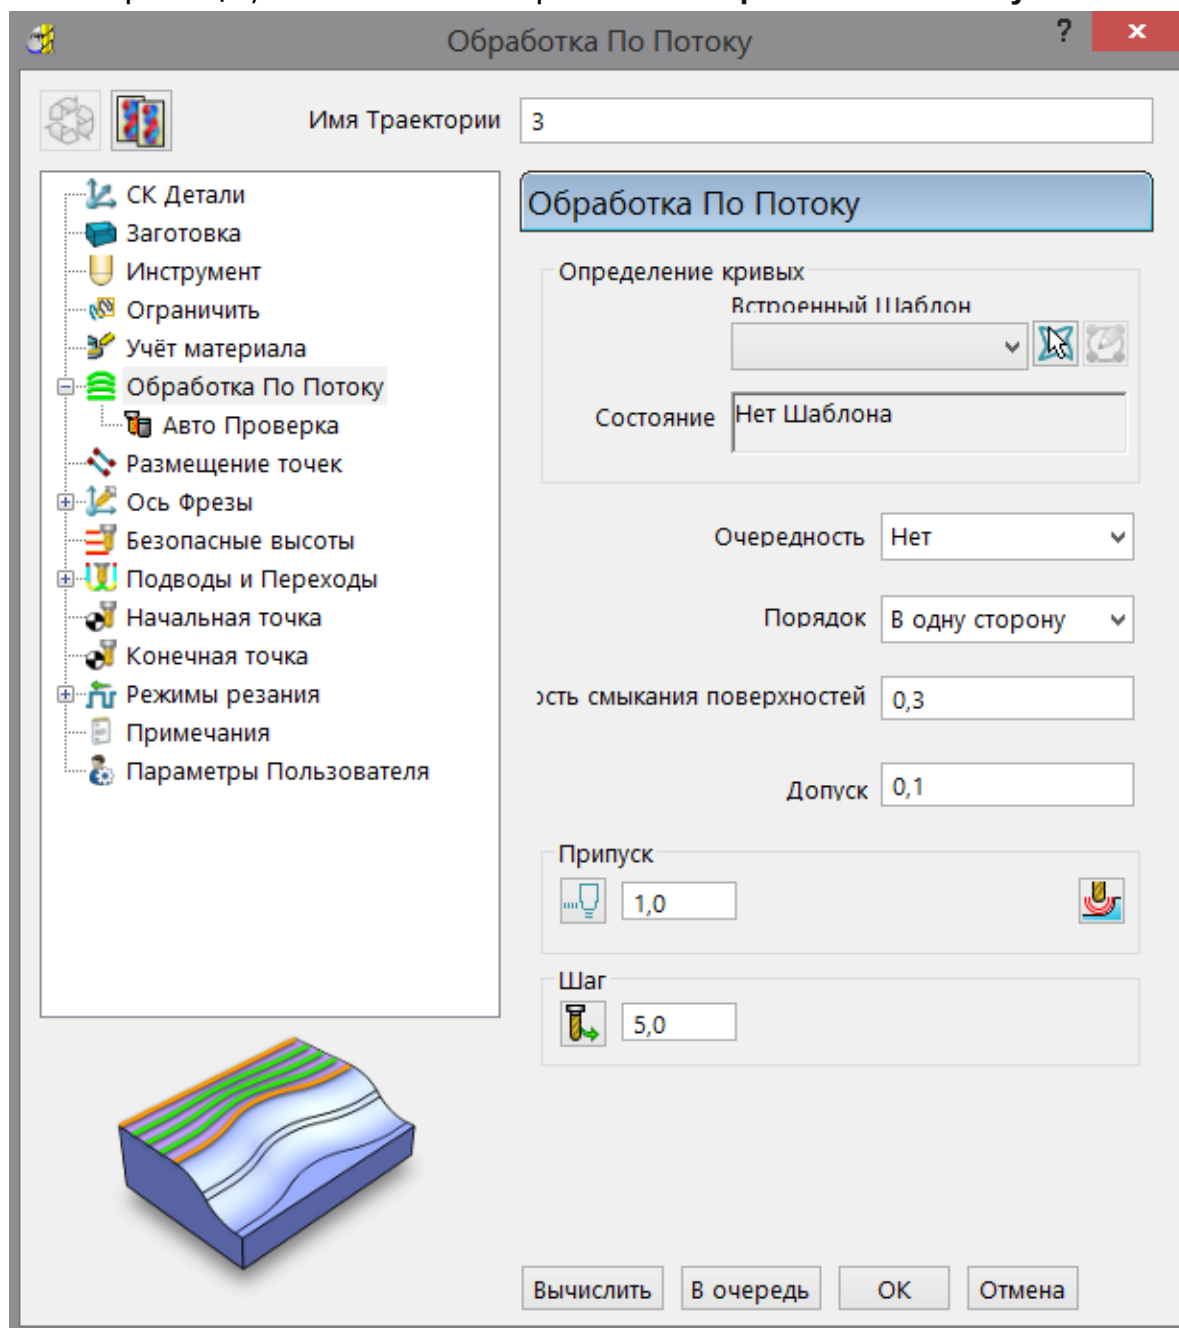 Обработка По Потоку
?
Имя Траектории 3
СК Детали
Заготовка
Инструмент
Ограничить
Учёт материала
Обработка По Потоку
Авто Проверка
Размещение точек
Ось Фрезы
Безопасные высоты
Подводы и Переходы
Начальная точка
Конечная точка
Режимы резания
Примечания
Параметры Пользователя
Обработка По Потоку
Определение кривых
Встроенный Шаблон
Состояние Нет Шаблона
Очередность Нет
Порядок В одну сторону
ость смыкания поверхностей 0,3
Допуск 0,1
Припуск
1,0
Шаг
5,0
Вычислить В очередь OK Отмена